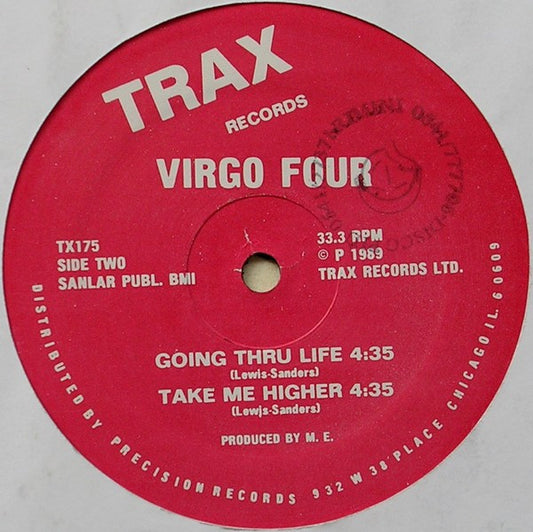 TRAX
RECORDS
VIRGO FOUR
TX175
SIDE TWO
SANLAR PUBL. BMI
33.3 RPM
© P 1989
TRAX RECORDS LTD.
GOING THRU LIFE 4:35
(Lewis-Sanders)
TAKE ME HIGHER 4:35
(Lewis-Sanders)
PRODUCED BY M. E.
DISTRIBUTED BY PRECISION RECORDS 932 W 38' PLACE CHICAGO IL. 60609